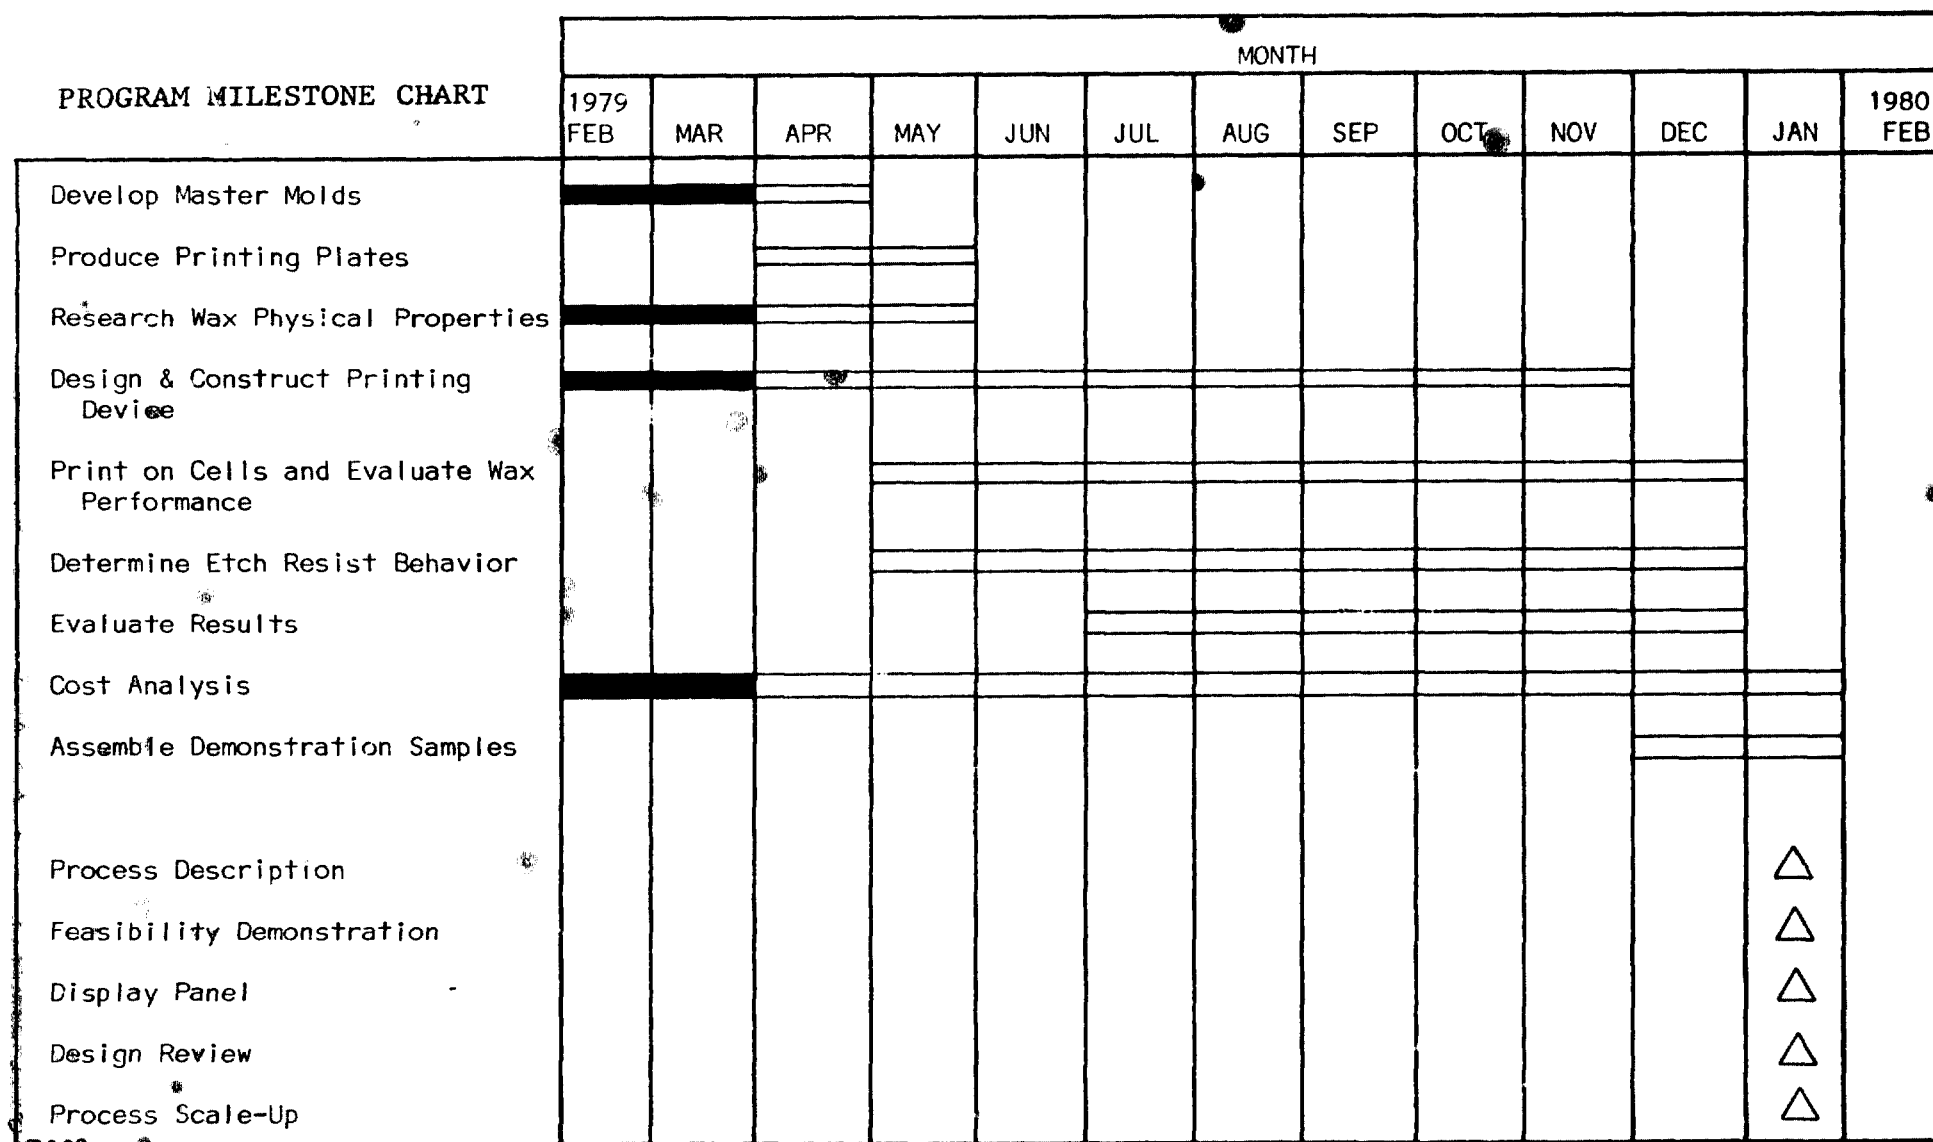 MONTH
PROGRAM MILESTONE CHART
1979 1980
FEB MAR APR MAY JUN JUL AUG SEP OCT NOV DEC JAN FEB
Develop Master Molds
Produce Printing Plates
Research Wax Physical Properties
Design & Construct Printing
Device
Print on Cells and Evaluate Wax
Performance
Determine Etch Resist Behavior
Evaluate Results
Cost Analysis
Assemble Demonstration Samples
Process Description
Feasibility Demonstration
Display Panel
Design Review
Process Scale-Up